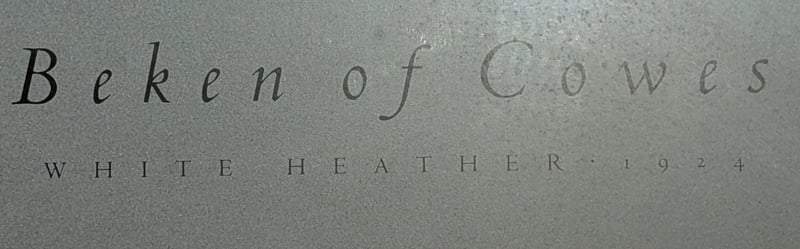 Beken of Cowes
WHITE HEATHER · 1924